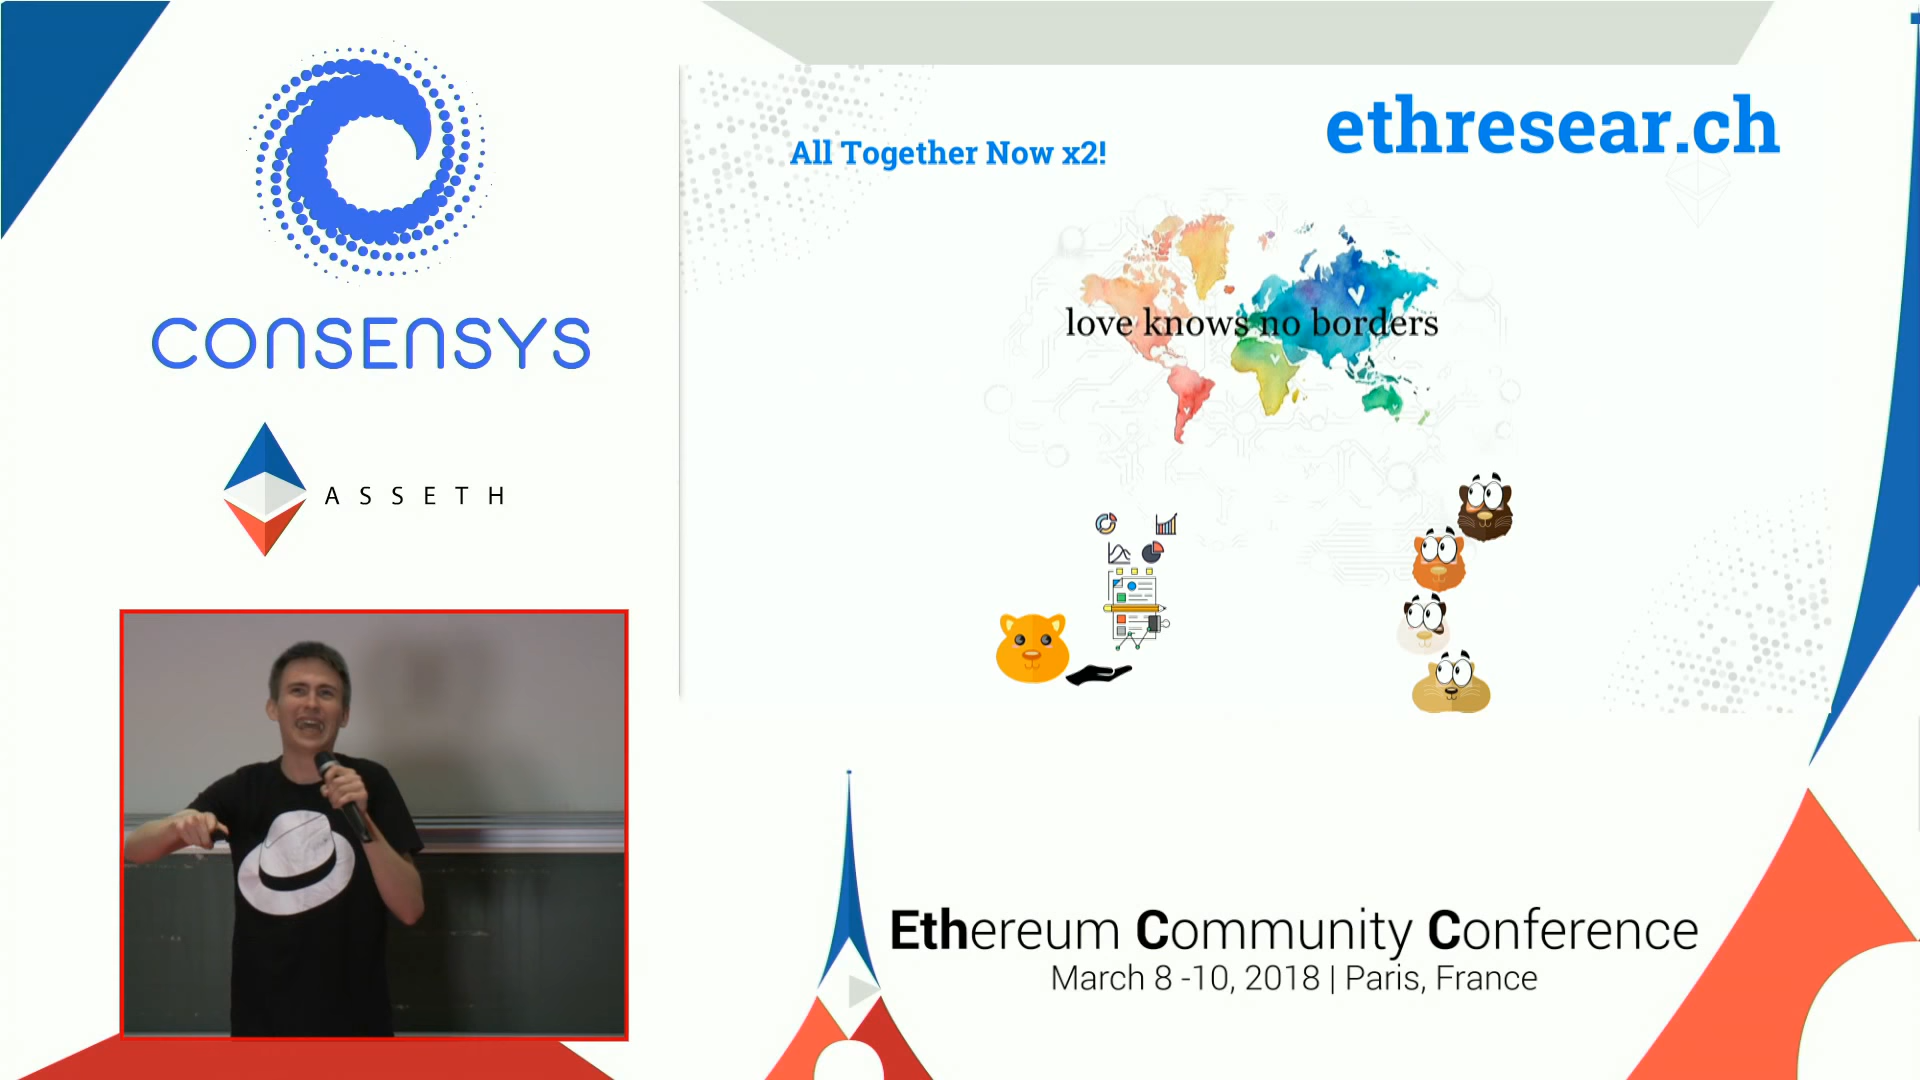 CONSENSYS
ASSETH
All Together Now x2!
ethresear.ch
love knows no borders
Ethereum Community Conference
March 8 -10, 2018 | Paris, France